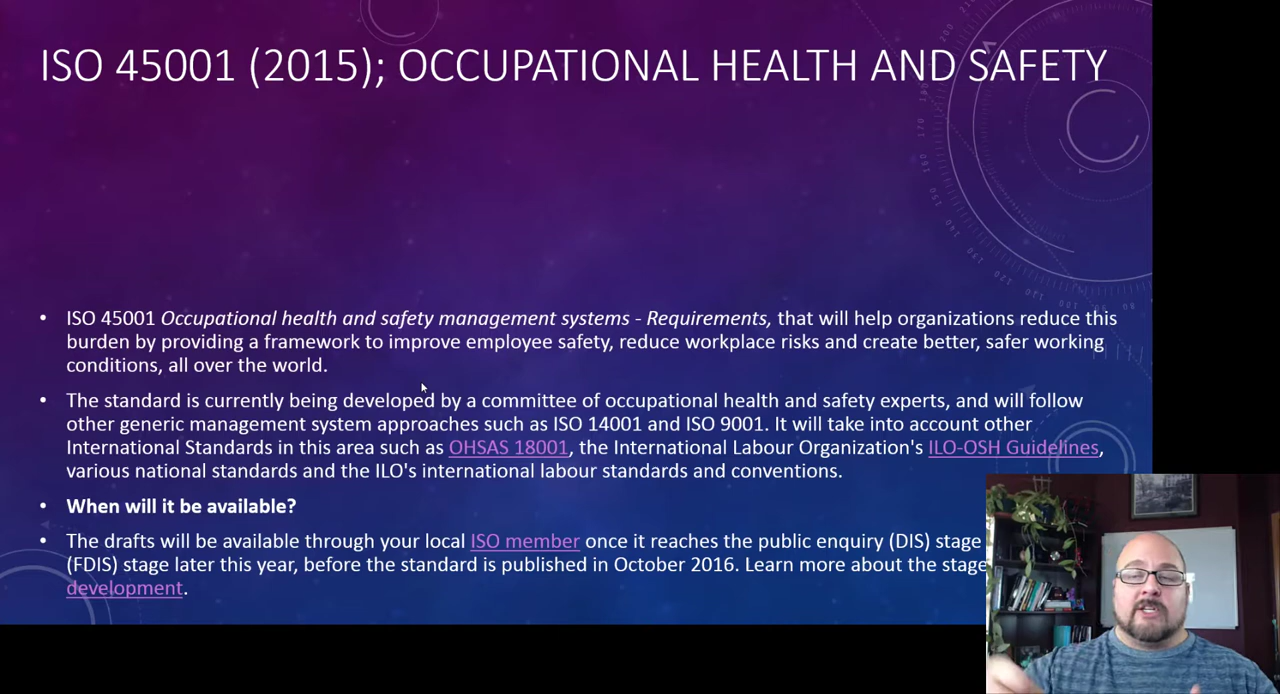 ISO 45001 (2015); OCCUPATIONAL HEALTH AND SAFETY
• ISO 45001 Occupational health and safety management systems - Requirements, that will help organizations reduce this
burden by providing a framework to improve employee safety, reduce workplace risks and create better, safer working
conditions, all over the world.
• The standard is currently being developed by a committee of occupational health and safety experts, and will follow
other generic management system approaches such as ISO 14001 and ISO 9001. It will take into account other
International Standards in this area such as OHSAS 18001, the International Labour Organization's ILO-OSH Guidelines,
various national standards and the ILO's international labour standards and conventions.
• When will it be available?
• The drafts will be available through your local ISO member once it reaches the public enquiry (DIS) stage
(FDIS) stage later this year, before the standard is published in October 2016. Learn more about the stage
development.